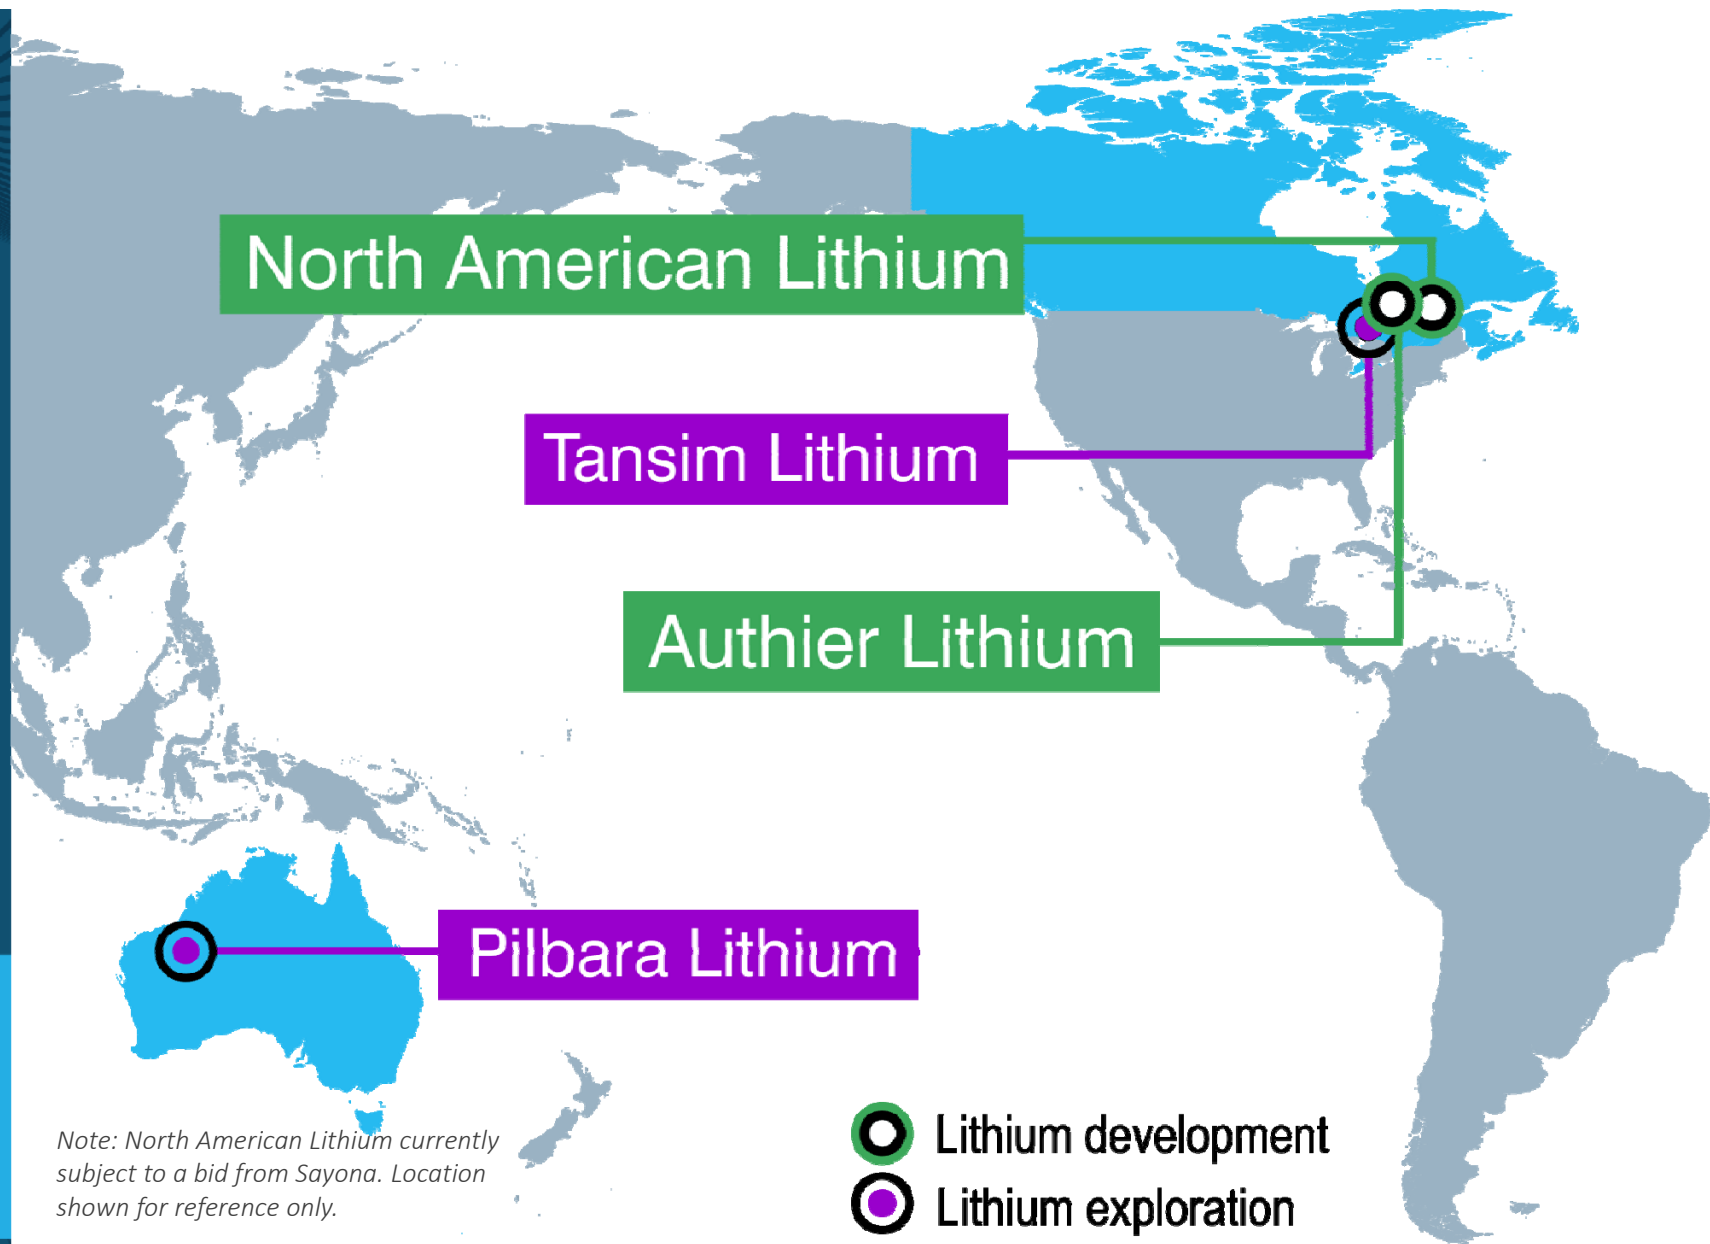 North American Lithium
Tansim Lithium
Authier Lithium
Pilbara Lithium
Note: North American Lithium currently
subject to a bid from Sayona. Location
shown for reference only.
Lithium development
Lithium exploration